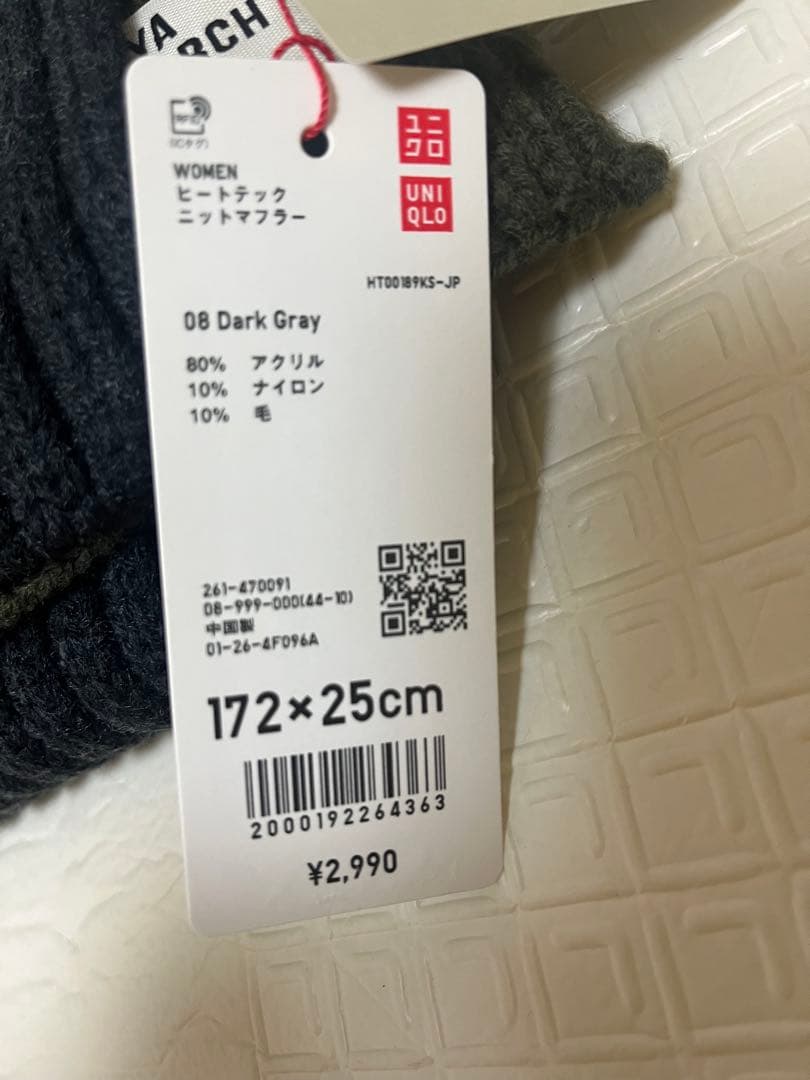 YA
RCH
RFID
(ICタグ)
ユニ
クロ
UNI
QLO
WOMEN
ヒートテック
ニットマフラー
HT00189KS-JP
08 Dark Gray
80% アクリル
10% ナイロン
10% 毛
261-470091
08-999-000(44-10)
中国製
01-26-4F096A
172×25cm
2000192264363
¥2,990